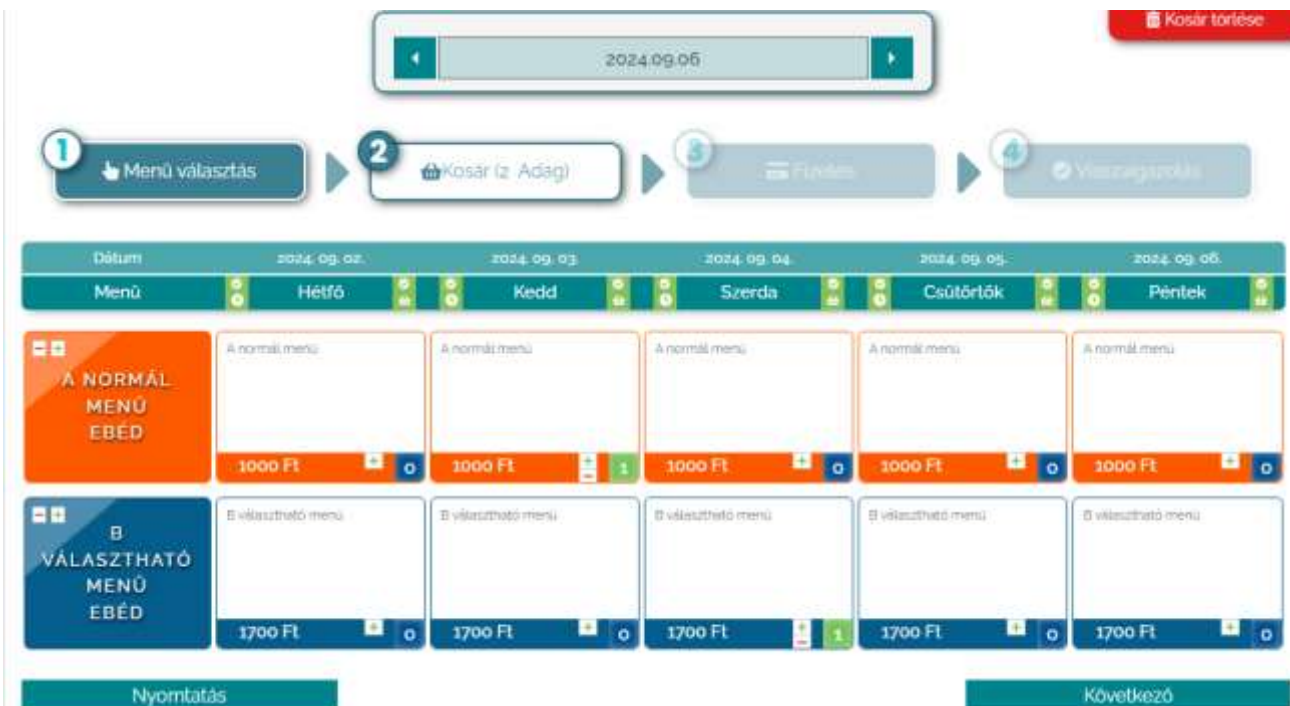 Kosár törlése
2024.09.06
1 Menü választás
2 Kosár (2 Adag)
3 Fizetés
4 Visszaigazolás
Dátum 2024. 09. 02. 2024. 09. 03. 2024. 09. 04. 2024. 09. 05. 2024. 09. 06.
Menü Hétfő Kedd Szerda Csütörtök Péntek
A NORMÁL
MENÜ
EBÉD
A normál menü A normál menü A normál menü A normál menü A normál menü
1000 Ft + 0 1000 Ft + - 1 1000 Ft + 0 1000 Ft + 0 1000 Ft + 0
B
VÁLASZTHATÓ
MENÜ
EBÉD
B választható menü B választható menü B választható menü B választható menü B választható menü
1700 Ft + 0 1700 Ft + 0 1700 Ft + - 1 1700 Ft + 0 1700 Ft + 0
Nyomtatás Következő